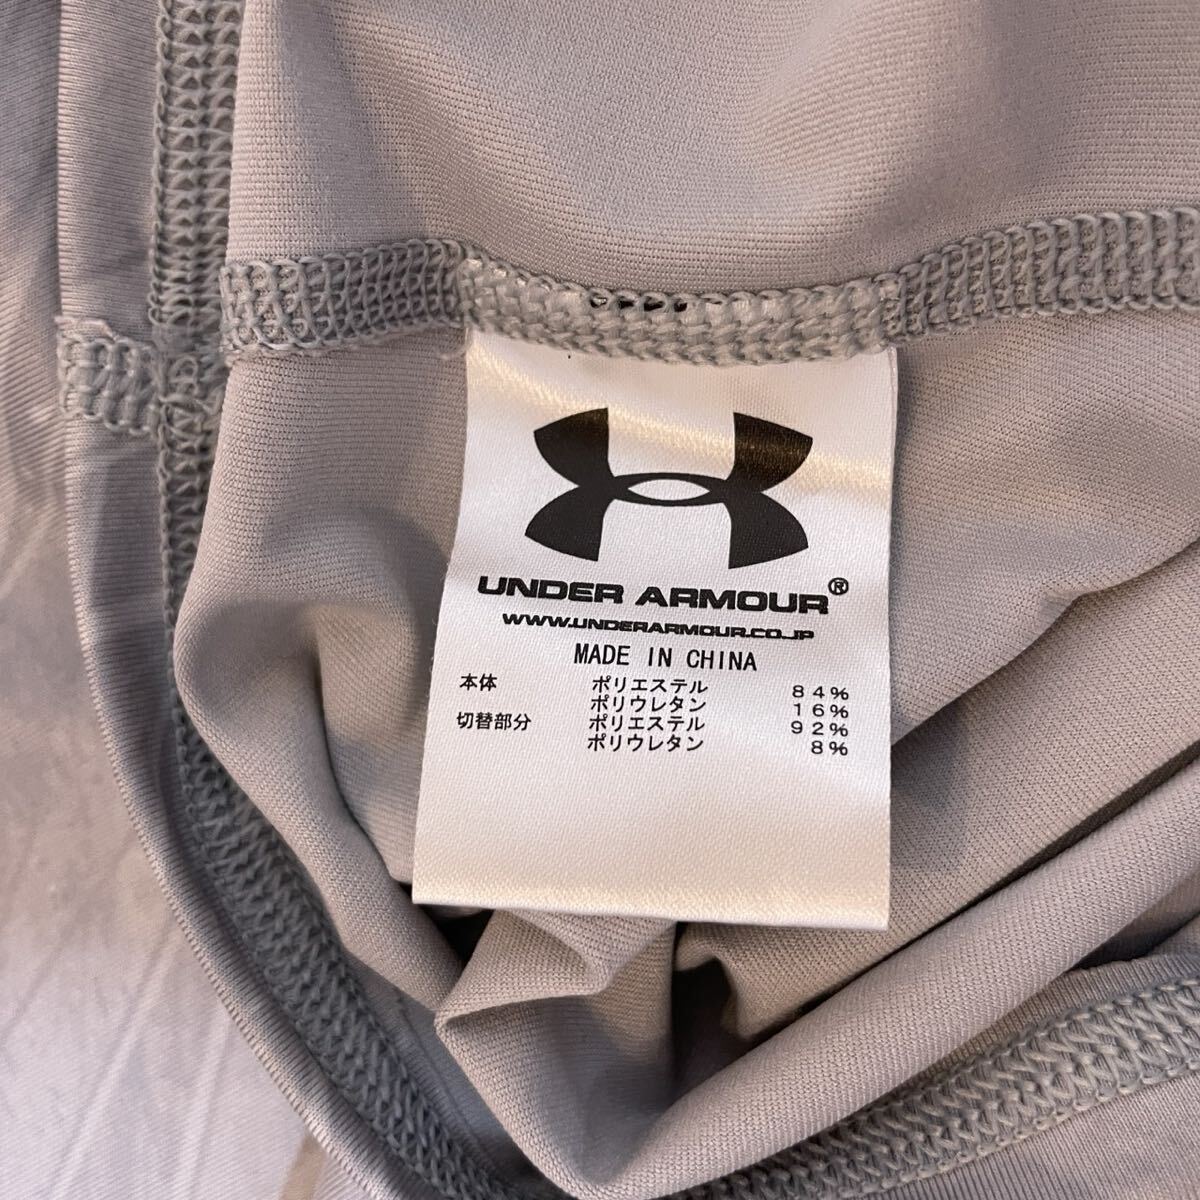 UNDER ARMOUR®
WWW.UNDERARMOUR.CO.JP
MADE IN CHINA
本体 ポリエステル 84%
ポリウレタン 16%
切替部分 ポリエステル 92%
ポリウレタン 8%